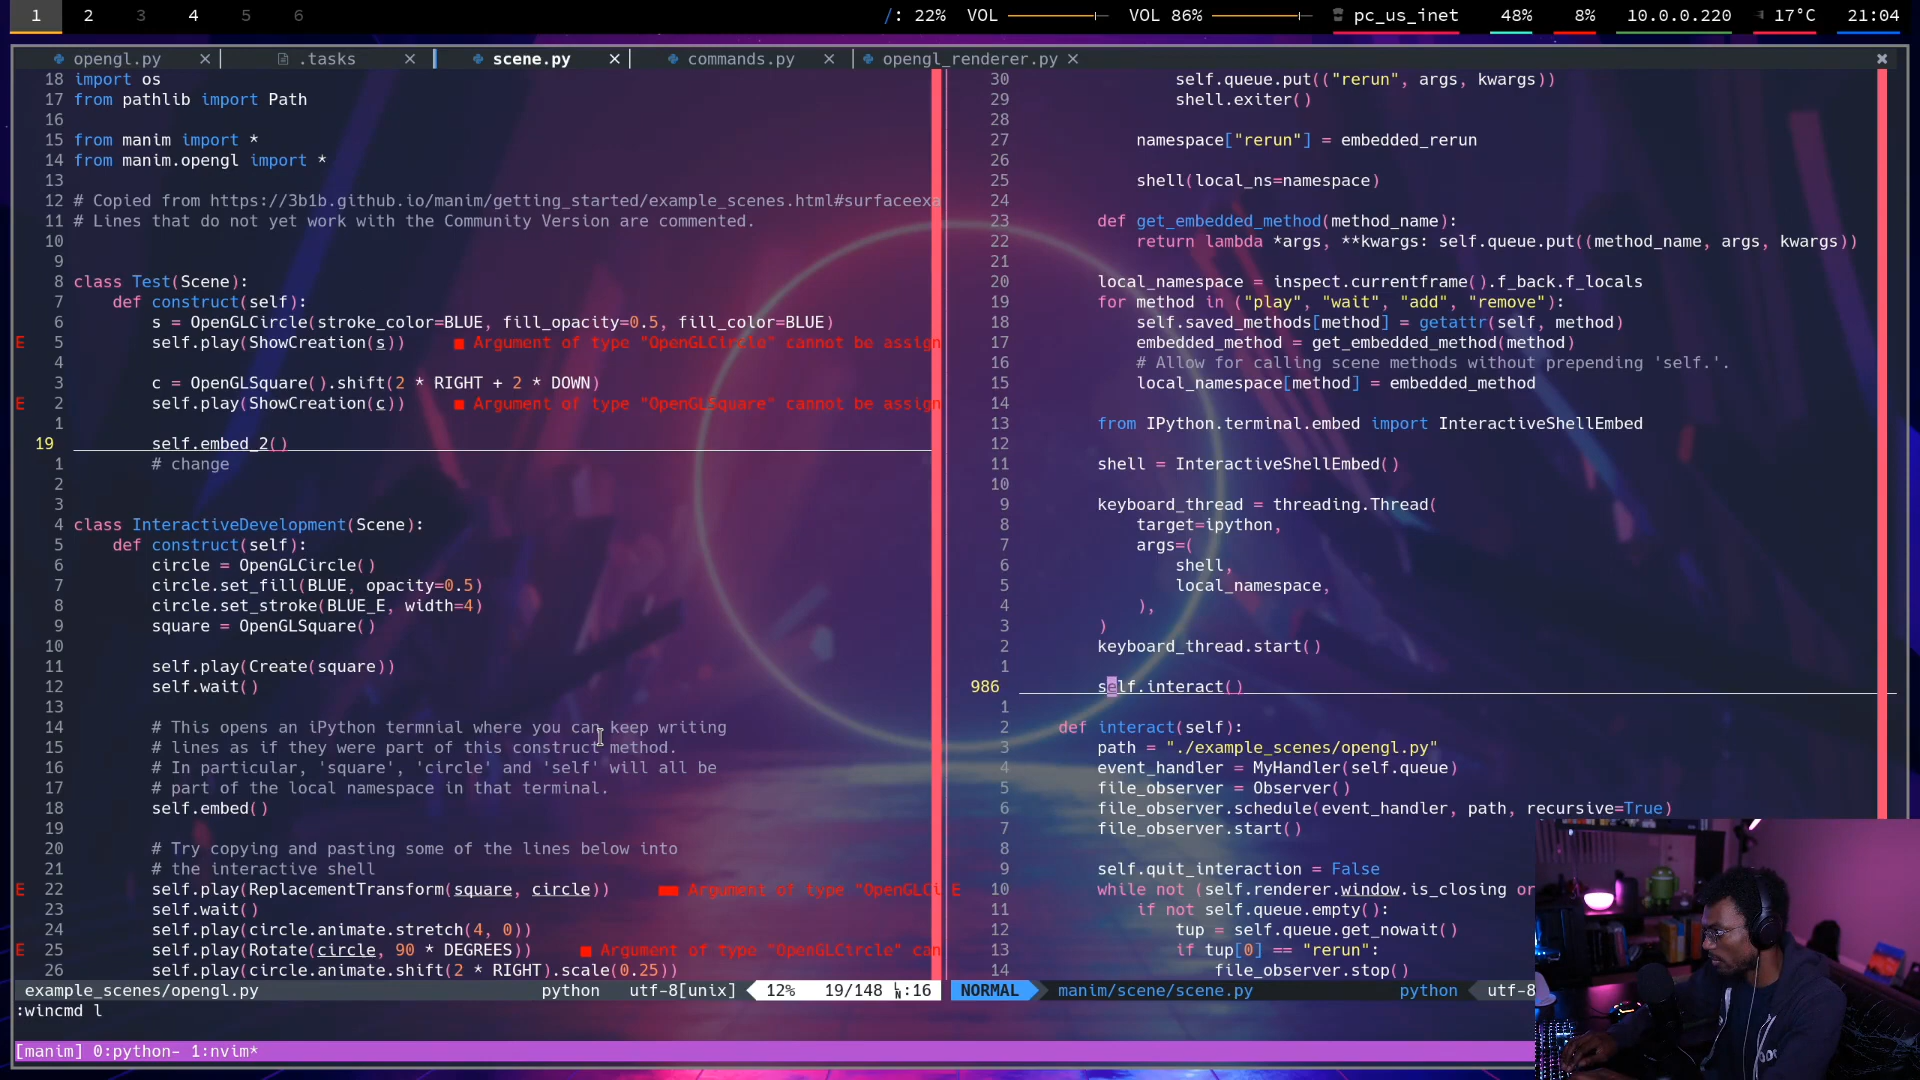 1 2 3 4 5 6 /: 22% VOL VOL 86% pc_us_inet 48% 8% 10.0.0.220 17°C 21:04
opengl.py .tasks scene.py commands.py opengl_renderer.py
18 import os
17 from pathlib import Path
16
15 from manim import *
14 from manim.opengl import *
13
12 # Copied from https://3b1b.github.io/manim/getting_started/example_scenes.html#surfaceexa
11 # Lines that do not yet work with the Community Version are commented.
10
9
8 class Test(Scene):
7 def construct(self):
6 s = OpenGLCircle(stroke_color=BLUE, fill_opacity=0.5, fill_color=BLUE)
E 5 self.play(ShowCreation(s)) ■ Argument of type "OpenGLCircle" cannot be assign
4
3 c = OpenGLSquare().shift(2 * RIGHT + 2 * DOWN)
E 2 self.play(ShowCreation(c)) ■ Argument of type "OpenGLSquare" cannot be assign
1
19 self.embed_2()
1 # change
2
3
4 class InteractiveDevelopment(Scene):
5 def construct(self):
6 circle = OpenGLCircle()
7 circle.set_fill(BLUE, opacity=0.5)
8 circle.set_stroke(BLUE_E, width=4)
9 square = OpenGLSquare()
10
11 self.play(Create(square))
12 self.wait()
13
14 # This opens an iPython termnial where you can keep writing
15 # lines as if they were part of this construct method.
16 # In particular, 'square', 'circle' and 'self' will all be
17 # part of the local namespace in that terminal.
18 self.embed()
19
20 # Try copying and pasting some of the lines below into
21 # the interactive shell
E 22 self.play(ReplacementTransform(square, circle)) ■■ Argument of type "OpenGLCi
23 self.wait()
24 self.play(circle.animate.stretch(4, 0))
E 25 self.play(Rotate(circle, 90 * DEGREES)) ■ Argument of type "OpenGLCircle" can
26 self.play(circle.animate.shift(2 * RIGHT).scale(0.25))
example_scenes/opengl.py python utf-8[unix] 12% 19/148 :16
30 self.queue.put(("rerun", args, kwargs))
29 shell.exiter()
28
27 namespace["rerun"] = embedded_rerun
26
25 shell(local_ns=namespace)
24
23 def get_embedded_method(method_name):
22 return lambda *args, **kwargs: self.queue.put((method_name, args, kwargs))
21
20 local_namespace = inspect.currentframe().f_back.f_locals
19 for method in ("play", "wait", "add", "remove"):
18 self.saved_methods[method] = getattr(self, method)
17 embedded_method = get_embedded_method(method)
16 # Allow for calling scene methods without prepending 'self.'.
15 local_namespace[method] = embedded_method
14
13 from IPython.terminal.embed import InteractiveShellEmbed
12
11 shell = InteractiveShellEmbed()
10
9 keyboard_thread = threading.Thread(
8 target=ipython,
7 args=(
6 shell,
5 local_namespace,
4 ),
3 )
2 keyboard_thread.start()
1
986 self.interact()
1
2 def interact(self):
3 path = "./example_scenes/opengl.py"
4 event_handler = MyHandler(self.queue)
5 file_observer = Observer()
6 file_observer.schedule(event_handler, path, recursive=True)
7 file_observer.start()
8
9 self.quit_interaction = False
E 10 while not (self.renderer.window.is_closing or
11 if not self.queue.empty():
12 tup = self.queue.get_nowait()
13 if tup[0] == "rerun":
14 file_observer.stop()
NORMAL manim/scene/scene.py python utf-8
:wincmd l
[manim] 0:python- 1:nvim*